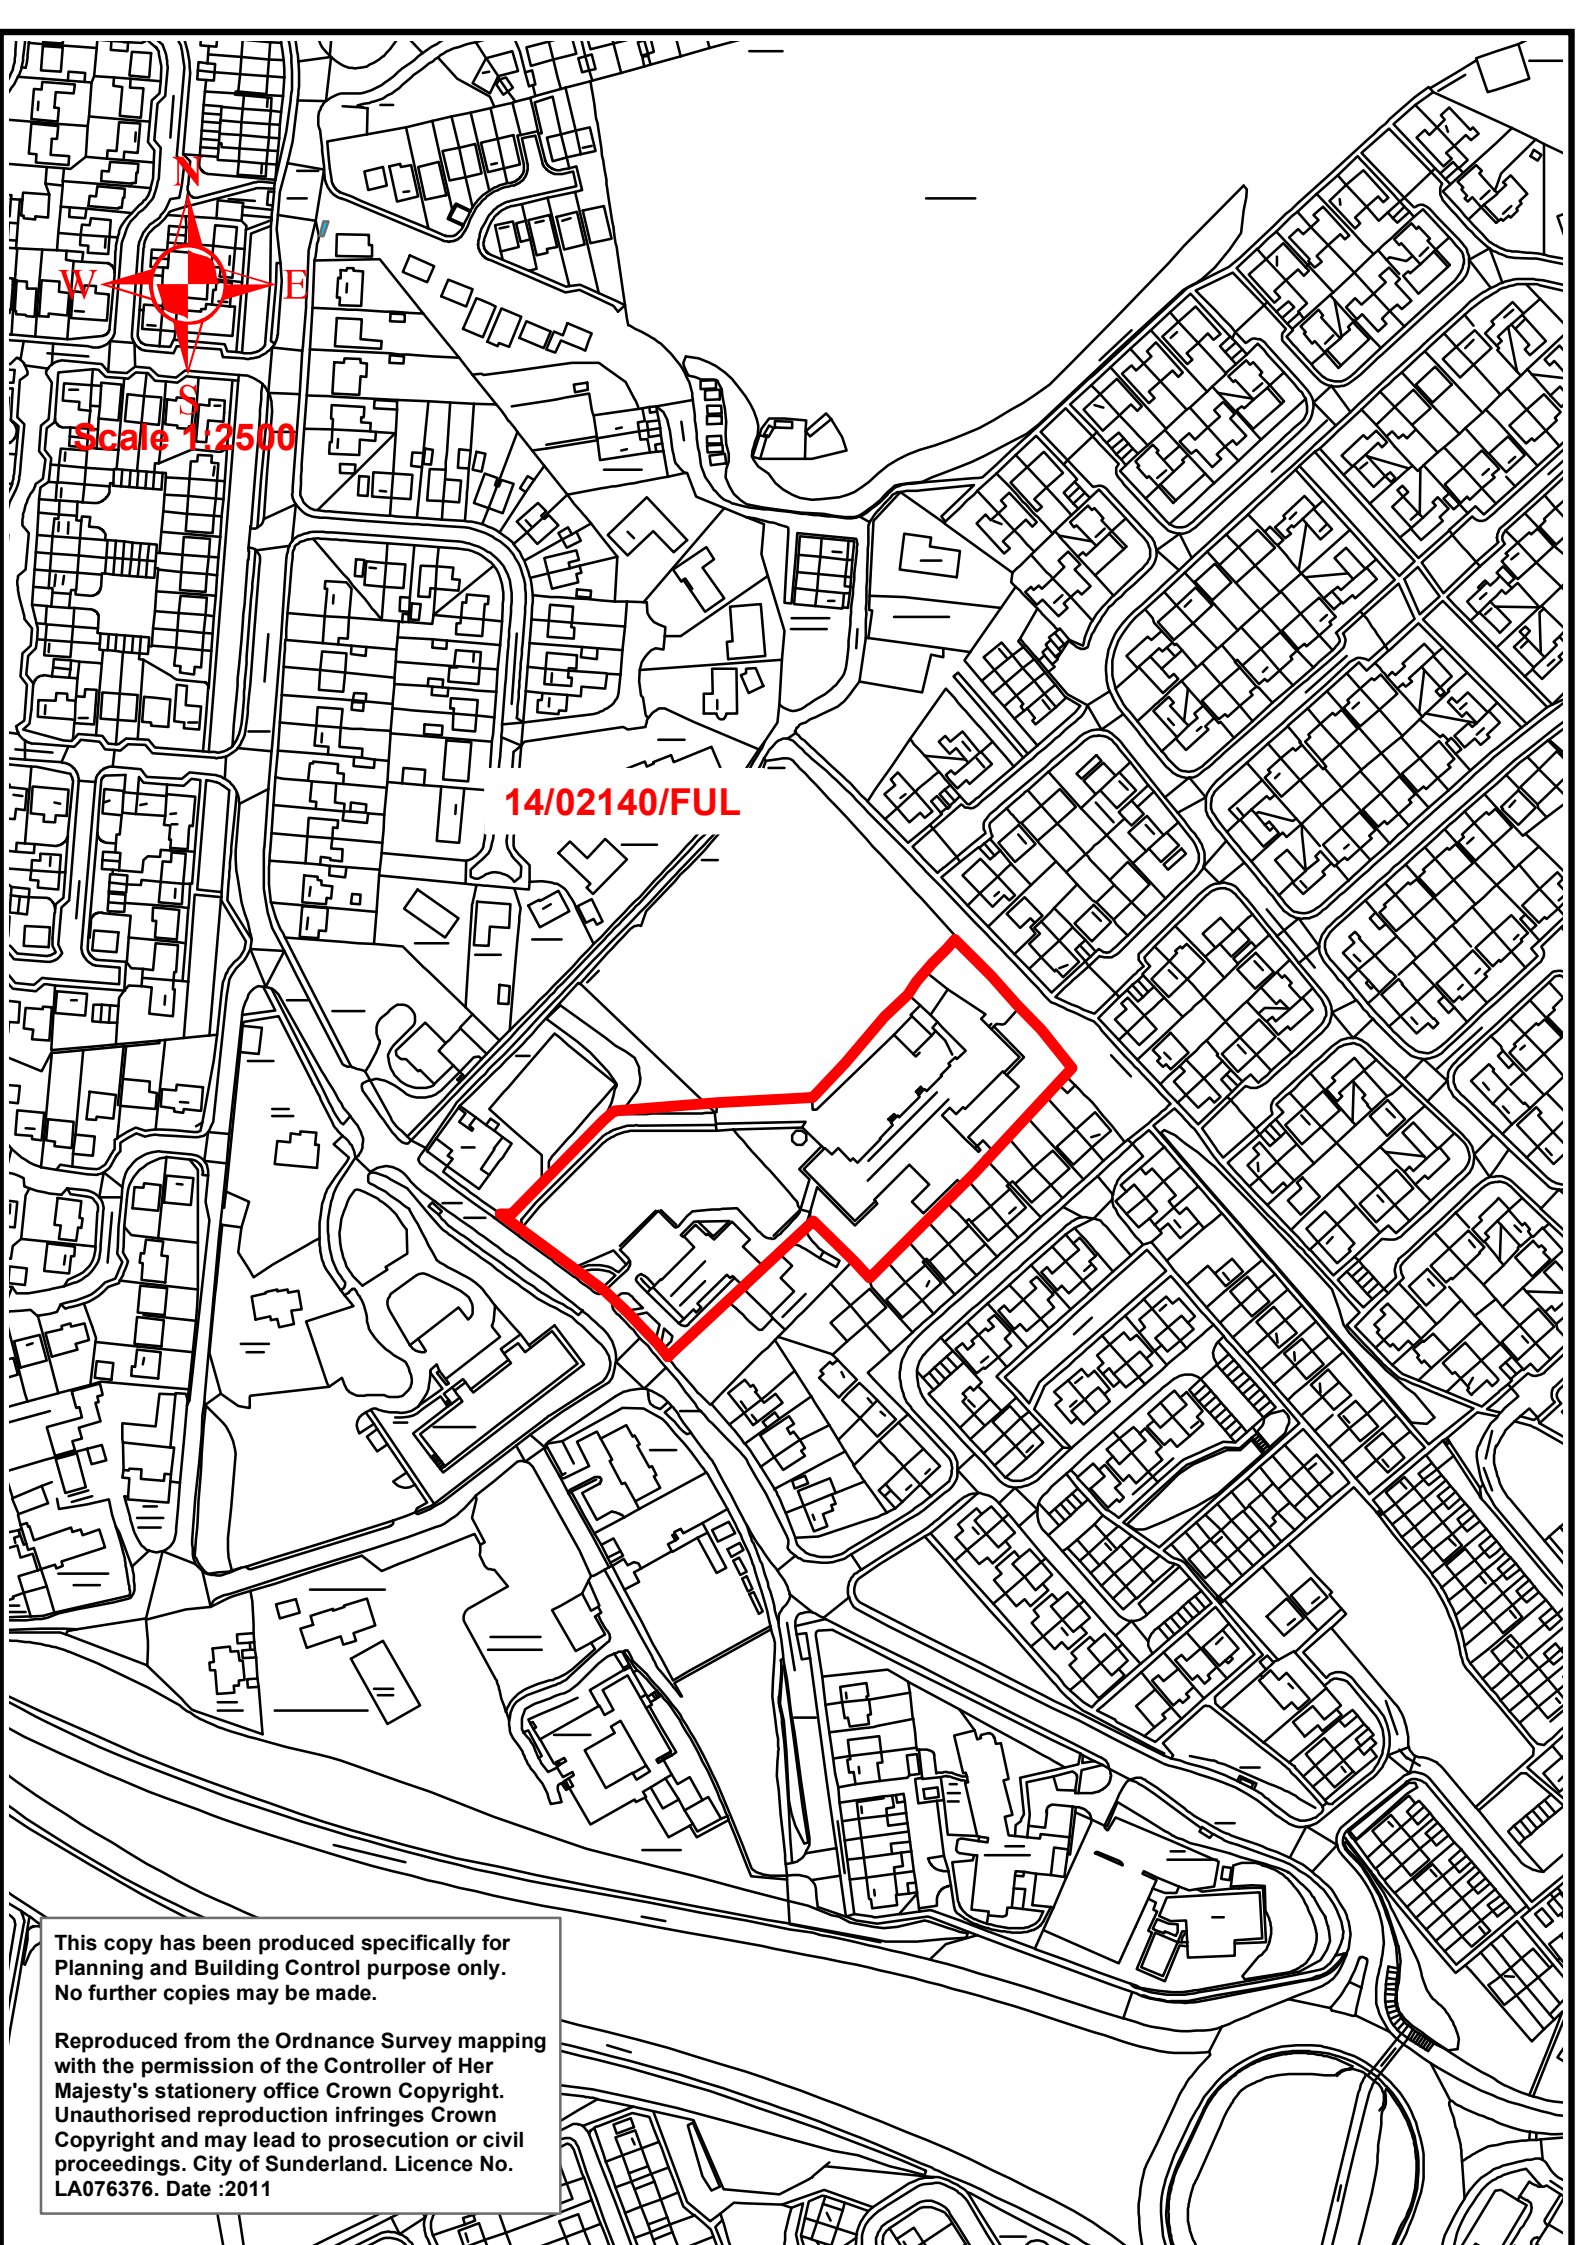 N
W E
S
Scale 1:2500
14/02140/FUL
This copy has been produced specifically for
Planning and Building Control purpose only.
No further copies may be made.
Reproduced from the Ordnance Survey mapping
with the permission of the Controller of Her
Majesty's stationery office Crown Copyright.
Unauthorised reproduction infringes Crown
Copyright and may lead to prosecution or civil
proceedings. City of Sunderland. Licence No.
LA076376. Date :2011